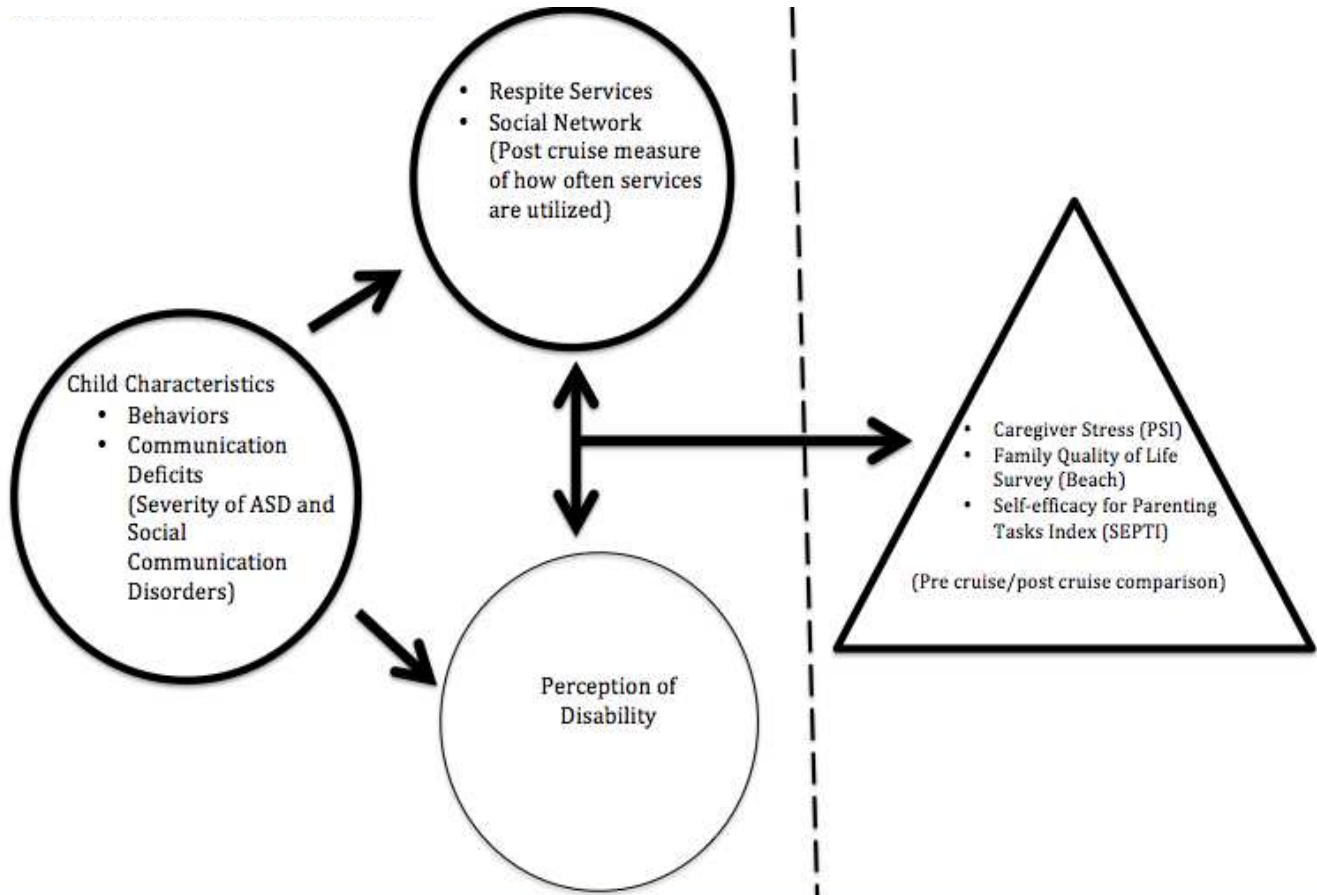 • Respite Services
• Social Network
(Post cruise measure
of how often services
are utilized)
Child Characteristics
• Behaviors
• Communication
Deficits
(Severity of ASD and
Social
Communication
Disorders)
Perception of
Disability
• Caregiver Stress (PSI)
• Family Quality of Life
Survey (Beach)
• Self-efficacy for Parenting
Tasks Index (SEPTI)
(Pre cruise/post cruise comparison)